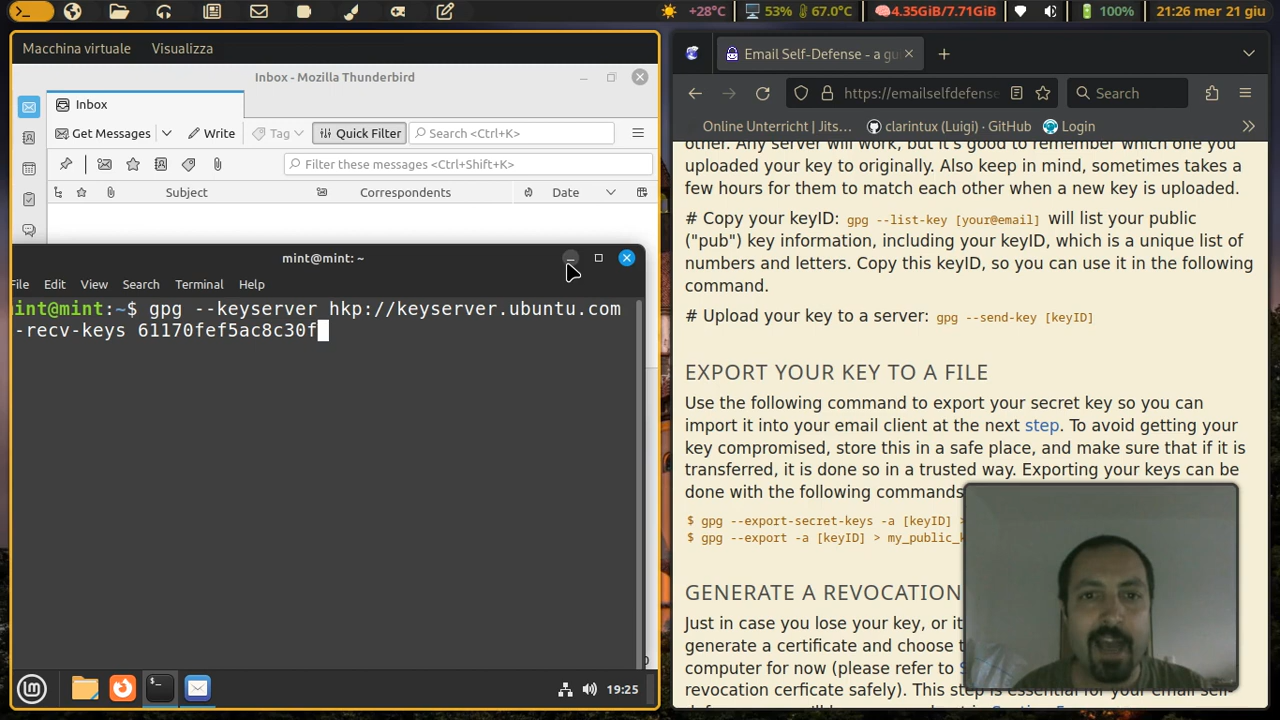 +28°C 53% 67.0°C 4.35GiB/7.71GiB 100% 21:26 mer 21 giu
Macchina virtuale Visualizza
Inbox - Mozilla Thunderbird
Inbox
Get Messages Write Tag Quick Filter Search <Ctrl+K>
Filter these messages <Ctrl+Shift+K>
Subject Correspondents Date
mint@mint: ~
File Edit View Search Terminal Help
int@mint:~$ gpg --keyserver hkp://keyserver.ubuntu.com
-recv-keys 61170fef5ac8c30f
19:25
Email Self-Defense - a gu
https://emailselfdefense Search
Online Unterricht | Jits… clarintux (Luigi) · GitHub Login
other. Any server will work, but it's good to remember which one you
uploaded your key to originally. Also keep in mind, sometimes takes a
few hours for them to match each other when a new key is uploaded.
# Copy your keyID: gpg --list-key [your@email] will list your public
("pub") key information, including your keyID, which is a unique list of
numbers and letters. Copy this keyID, so you can use it in the following
command.
# Upload your key to a server: gpg --send-key [keyID]
EXPORT YOUR KEY TO A FILE
Use the following command to export your secret key so you can
import it into your email client at the next step. To avoid getting your
key compromised, store this in a safe place, and make sure that if it is
transferred, it is done so in a trusted way. Exporting your keys can be
done with the following commands
$ gpg --export-secret-keys -a [keyID] >
$ gpg --export -a [keyID] > my_public_k
GENERATE A REVOCATION
Just in case you lose your key, or it
generate a certificate and choose t
computer for now (please refer to S
revocation cerficate safely). This step is essential for your email self-